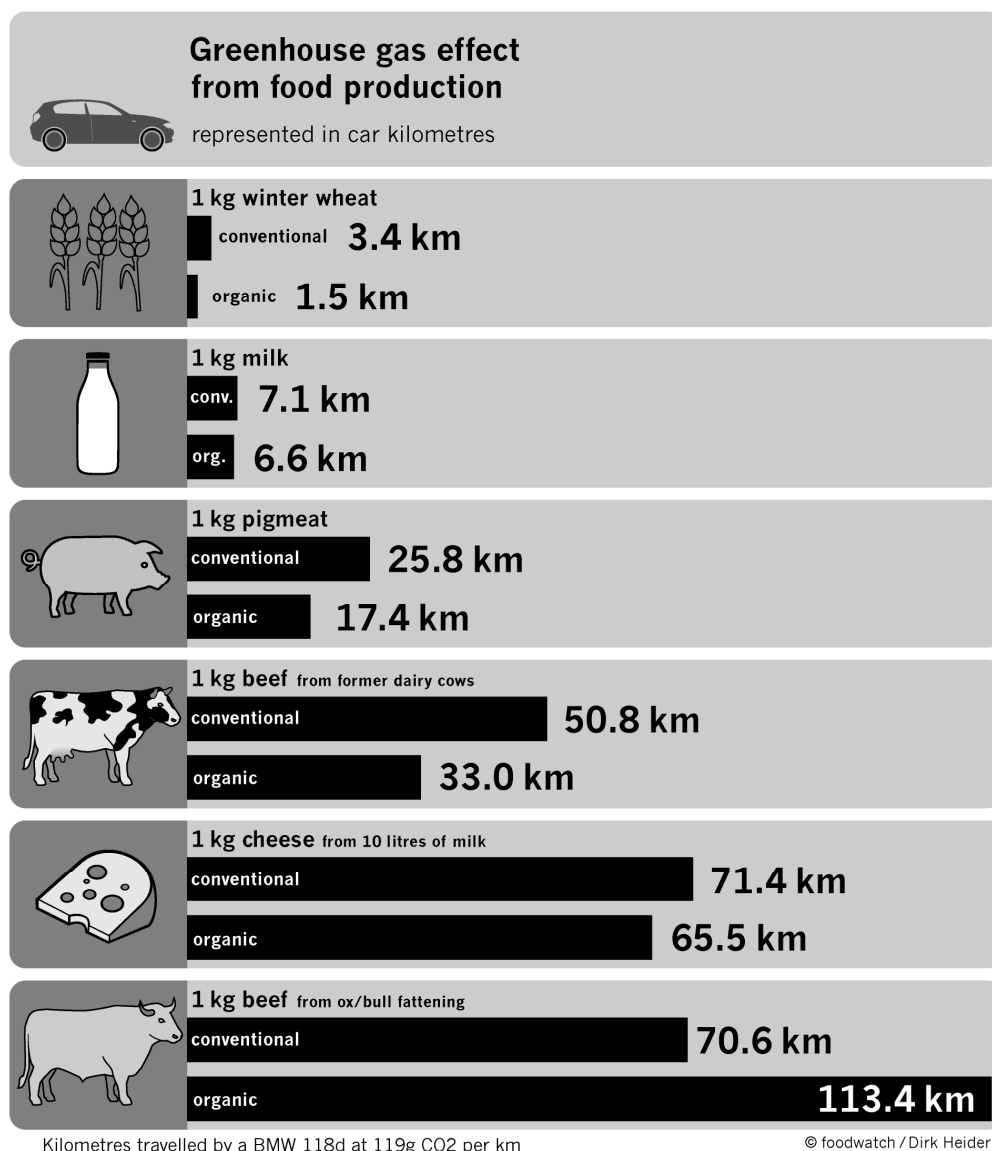 Greenhouse gas effect
from food production
represented in car kilometres
1 kg winter wheat
conventional 3.4 km
organic 1.5 km
1 kg milk
conv. 7.1 km
org. 6.6 km
1 kg pigmeat
conventional 25.8 km
organic 17.4 km
1 kg beef from former dairy cows
conventional 50.8 km
organic 33.0 km
1 kg cheese from 10 litres of milk
conventional 71.4 km
organic 65.5 km
1 kg beef from ox/bull fattening
conventional 70.6 km
organic 113.4 km
Kilometres travelled by a BMW 118d at 119g CO2 per km
© foodwatch / Dirk Heider